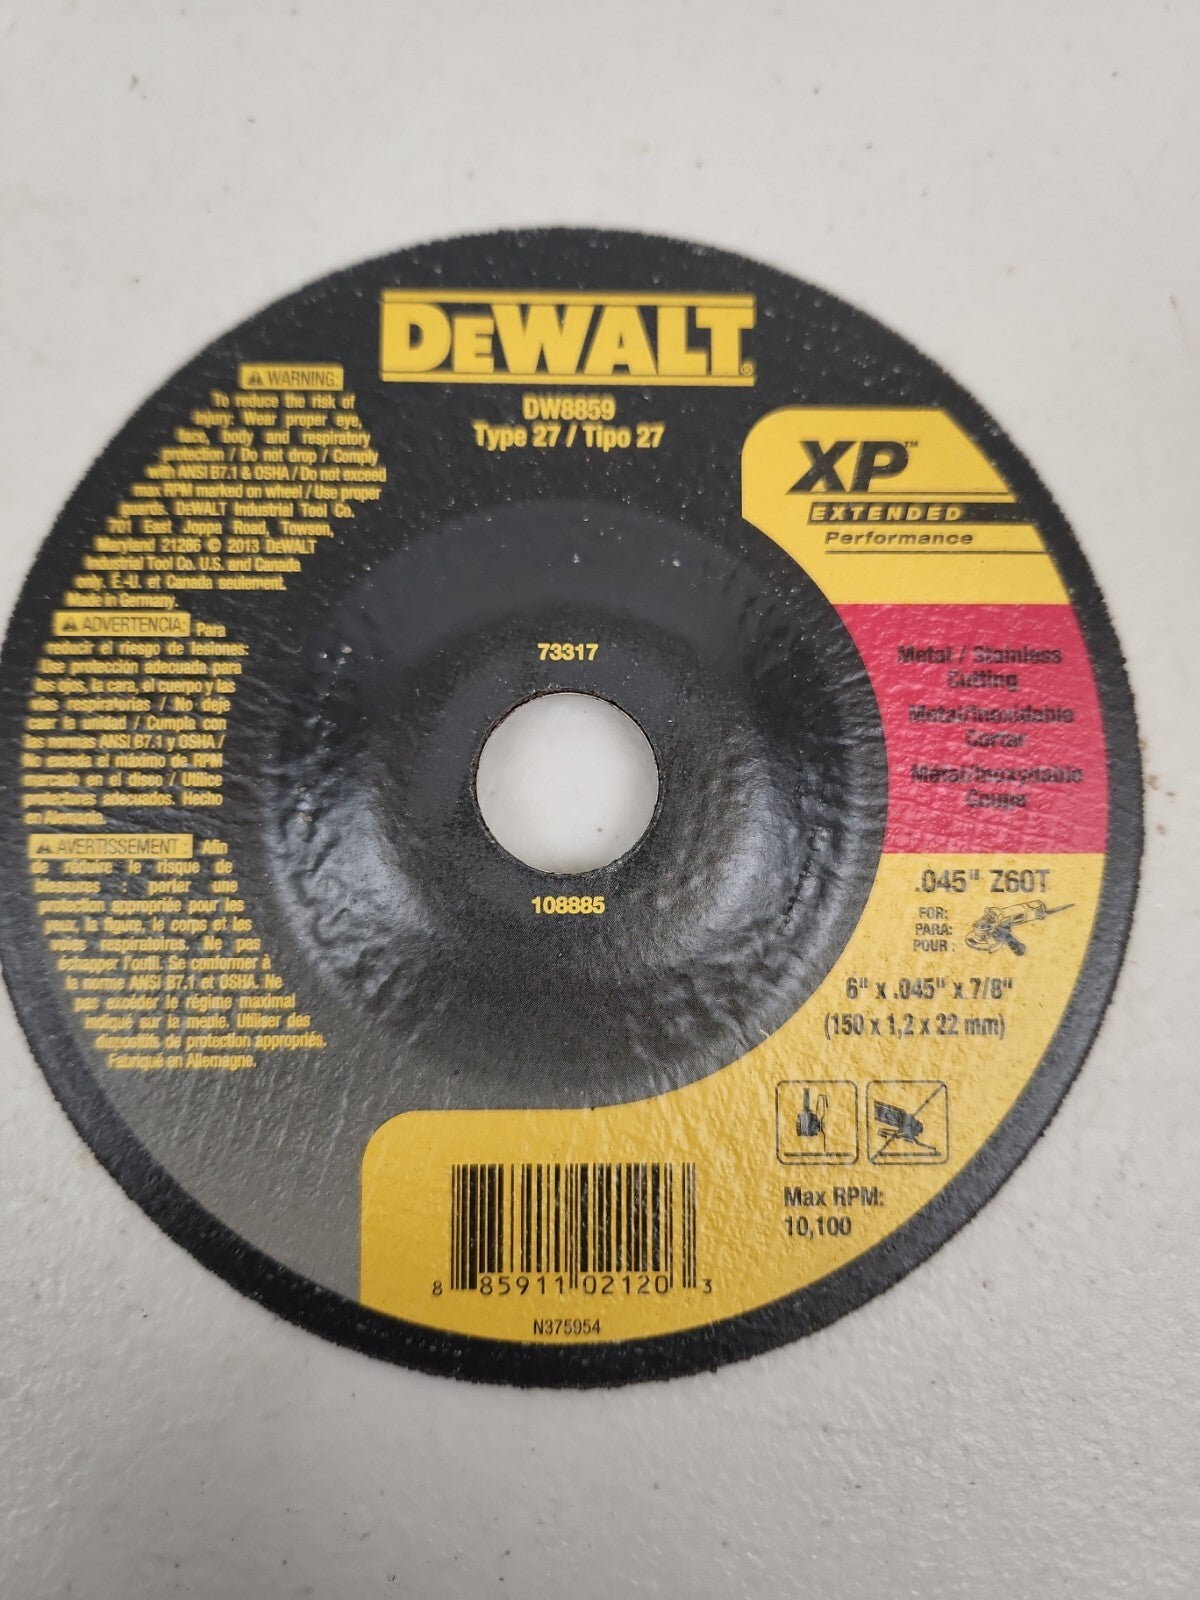 DEWALT®
DW8859
Type 27 / Tipo 27
⚠ WARNING:
To reduce the risk of
injury: Wear proper eye,
face, body and respiratory
protection / Do not drop / Comply
with ANSI B7.1 & OSHA / Do not exceed
max RPM marked on wheel / Use proper
guards. DEWALT Industrial Tool Co.
701 East Joppa Road, Towson,
Maryland 21286 © 2013 DEWALT
Industrial Tool Co. U.S. and Canada
only. É.-U. et Canada seulement.
Made in Germany.
⚠ ADVERTENCIA: Para
reducir el riesgo de lesiones:
Use protección adecuada para
los ojos, la cara, el cuerpo y las
vías respiratorias / No deje
caer la unidad / Cumpla con
las normas ANSI B7.1 y OSHA /
No exceda el máximo de RPM
mercado en el disco / Utilice
protectores adecuados. Hecho
en Alemania.
⚠ AVERTISSEMENT : Afin
de réduire le risque de
blessures : porter une
protection appropriée pour les
yeux, la figure, le corps et les
voies respiratoires. Ne pas
échapper l'outil. Se conformer à
la norme ANSI B7.1 et OSHA. Ne
pas excéder le régime maximal
indiqué sur la meule. Utiliser des
dispositifs de protection appropriés.
Fabriqué en Allemagne.
XP™
EXTENDED
Performance
73317
108885
Metal / Stainless
Cutting
Metal/Inoxidable
Cortar
Métal/Inoxydable
Coupe
.045" Z60T
FOR:
PARA:
POUR :
6" x .045" x 7/8"
(150 x 1,2 x 22 mm)
Max RPM:
10,100
8 85911 02120 3
N375954